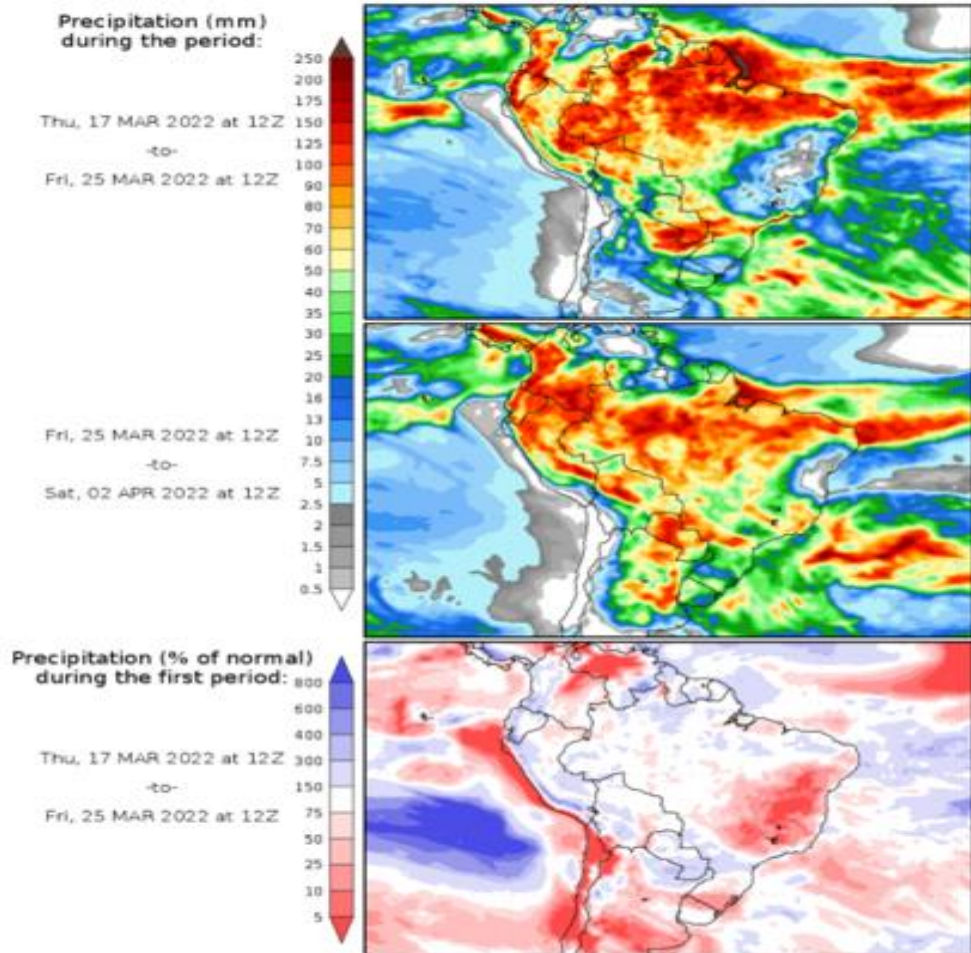 Precipitation (mm)
during the period:
250
200
175
150
125
100
90
80
70
60
50
40
35
30
25
20
16
13
10
7.5
5
2.5
2
1.5
1
0.5
Thu, 17 MAR 2022 at 12Z
-to-
Fri, 25 MAR 2022 at 12Z
Fri, 25 MAR 2022 at 12Z
-to-
Sat, 02 APR 2022 at 12Z
Precipitation (% of normal)
during the first period:
800
600
400
300
150
75
50
25
10
5
Thu, 17 MAR 2022 at 12Z
-to-
Fri, 25 MAR 2022 at 12Z